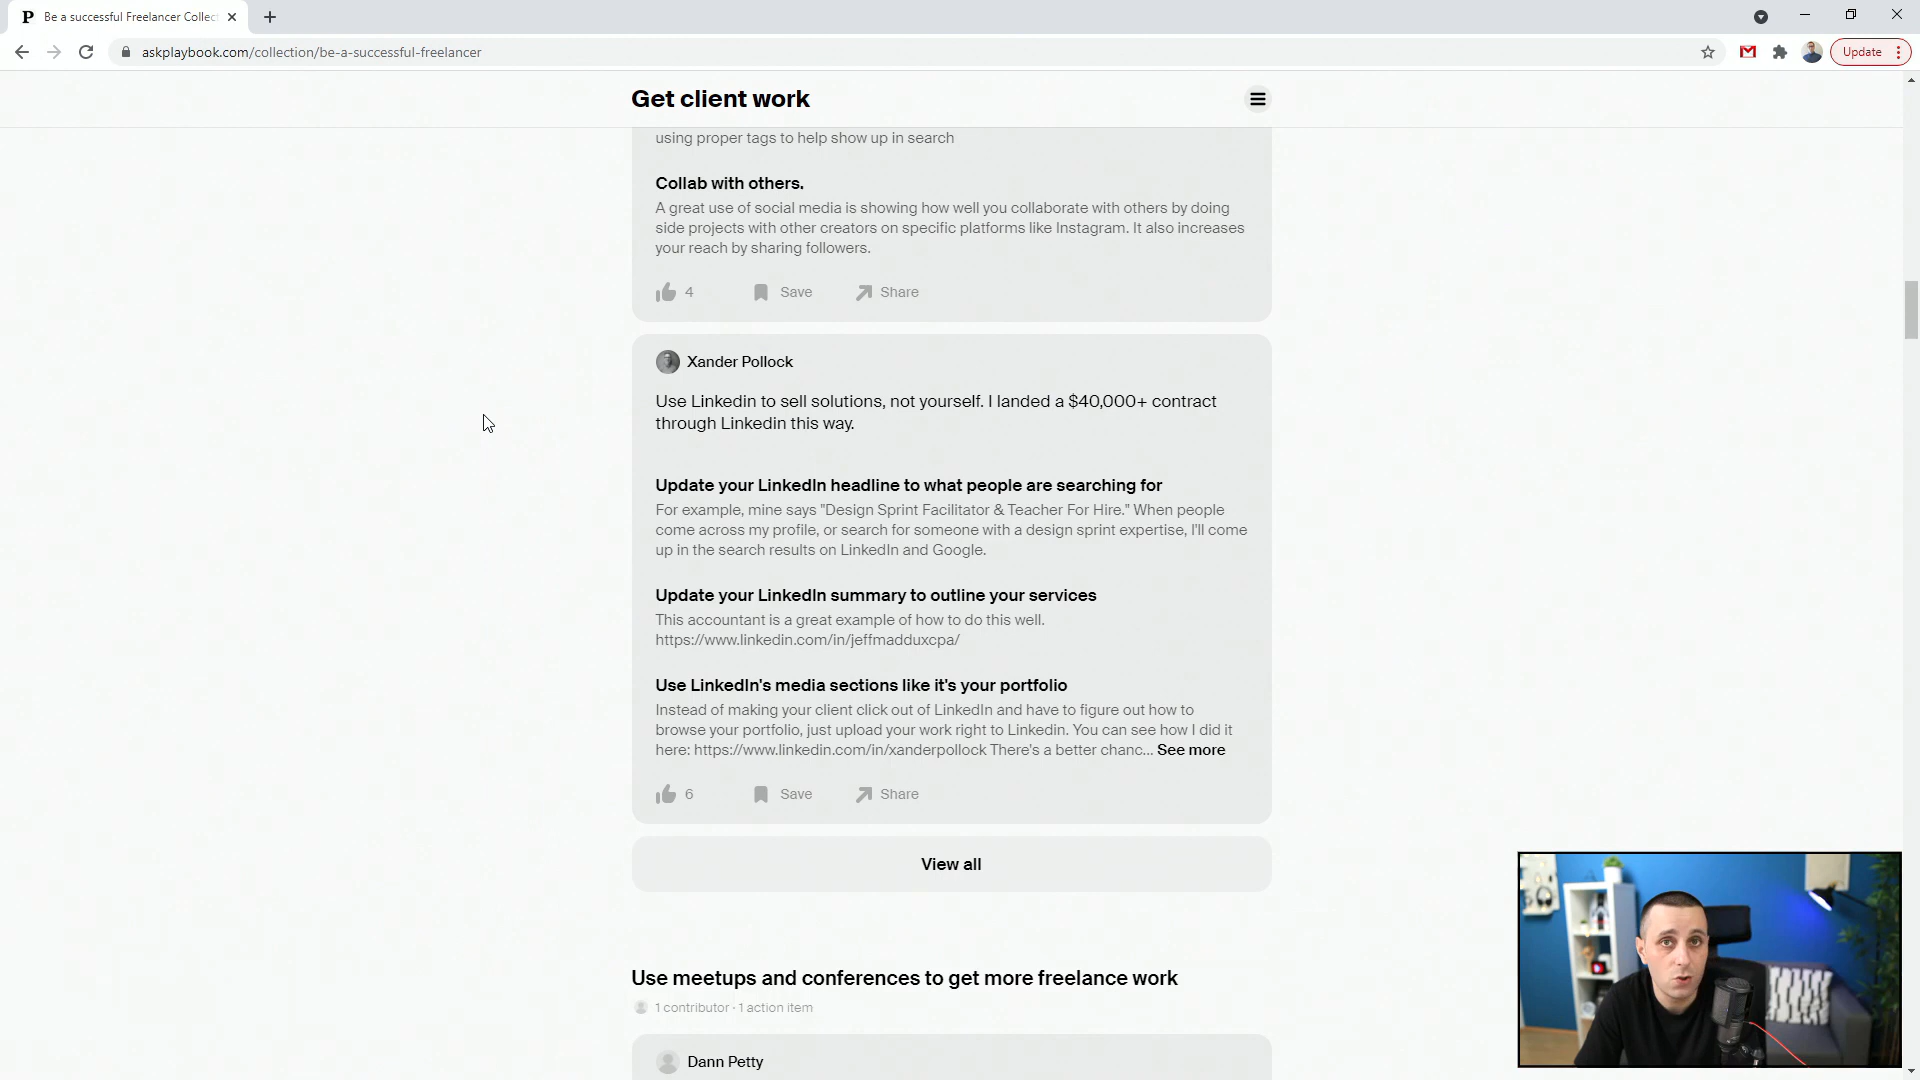 P Be a successful Freelancer Collec
askplaybook.com/collection/be-a-successful-freelancer
Update
Get client work
using proper tags to help show up in search
Collab with others.
A great use of social media is showing how well you collaborate with others by doing
side projects with other creators on specific platforms like Instagram. It also increases
your reach by sharing followers.
4 Save Share
Xander Pollock
Use Linkedin to sell solutions, not yourself. I landed a $40,000+ contract
through Linkedin this way.
Update your LinkedIn headline to what people are searching for
For example, mine says "Design Sprint Facilitator & Teacher For Hire." When people
come across my profile, or search for someone with a design sprint expertise, I'll come
up in the search results on LinkedIn and Google.
Update your LinkedIn summary to outline your services
This accountant is a great example of how to do this well.
https://www.linkedin.com/in/jeffmadduxcpa/
Use LinkedIn's media sections like it's your portfolio
Instead of making your client click out of LinkedIn and have to figure out how to
browse your portfolio, just upload your work right to Linkedin. You can see how I did it
here: https://www.linkedin.com/in/xanderpollock There's a better chanc... See more
6 Save Share
View all
Use meetups and conferences to get more freelance work
1 contributor · 1 action item
Dann Petty